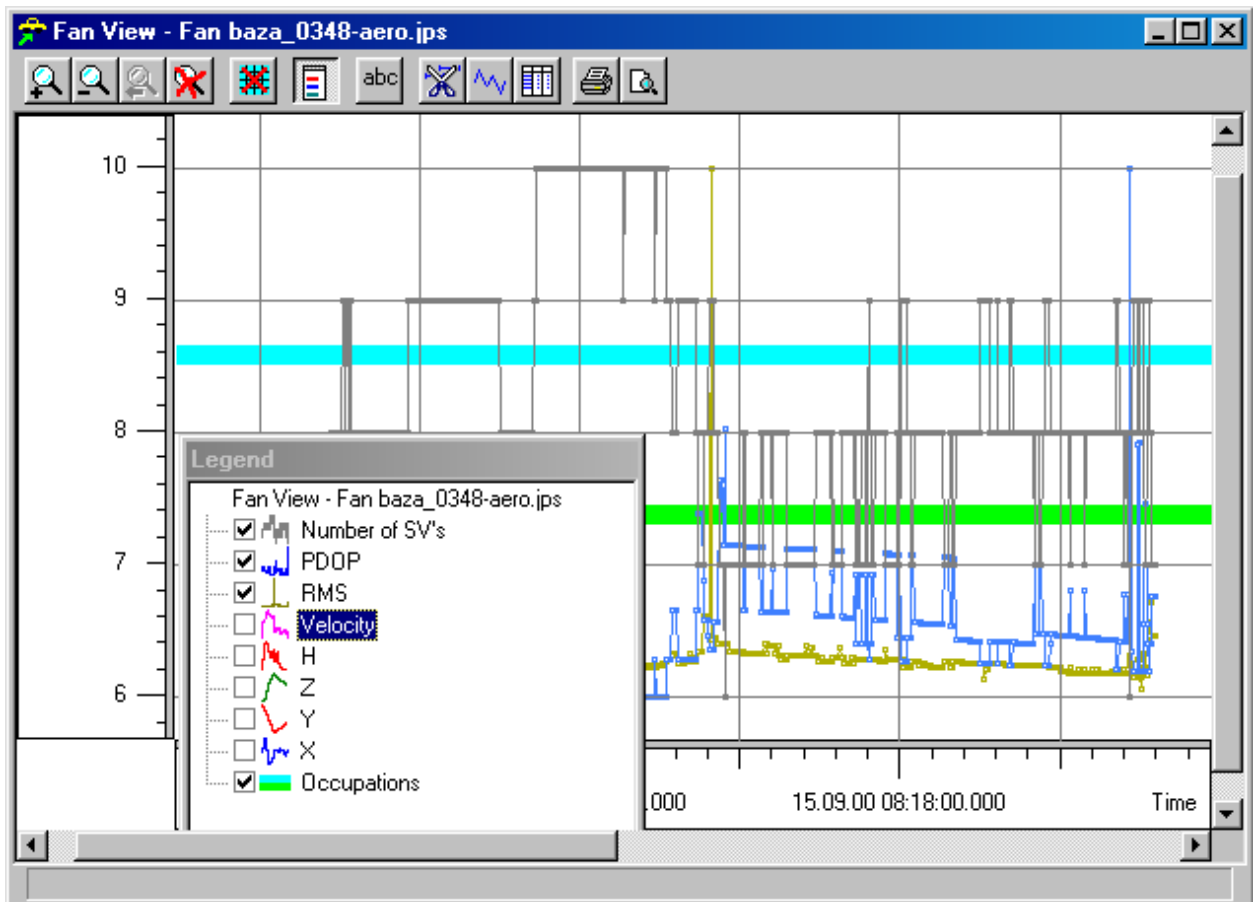 Fan View - Fan baza_0348-aero.jps
abc
10
9
8
7
6
Legend
Fan View - Fan baza_0348-aero.jps
Number of SV's
PDOP
RMS
Velocity
H
Z
Y
X
Occupations
.000
15.09.00 08:18:00.000
Time